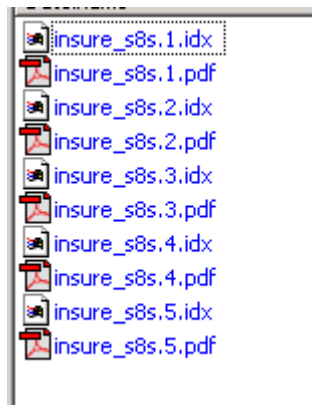 insure_s8s.1.idx
insure_s8s.1.pdf
insure_s8s.2.idx
insure_s8s.2.pdf
insure_s8s.3.idx
insure_s8s.3.pdf
insure_s8s.4.idx
insure_s8s.4.pdf
insure_s8s.5.idx
insure_s8s.5.pdf